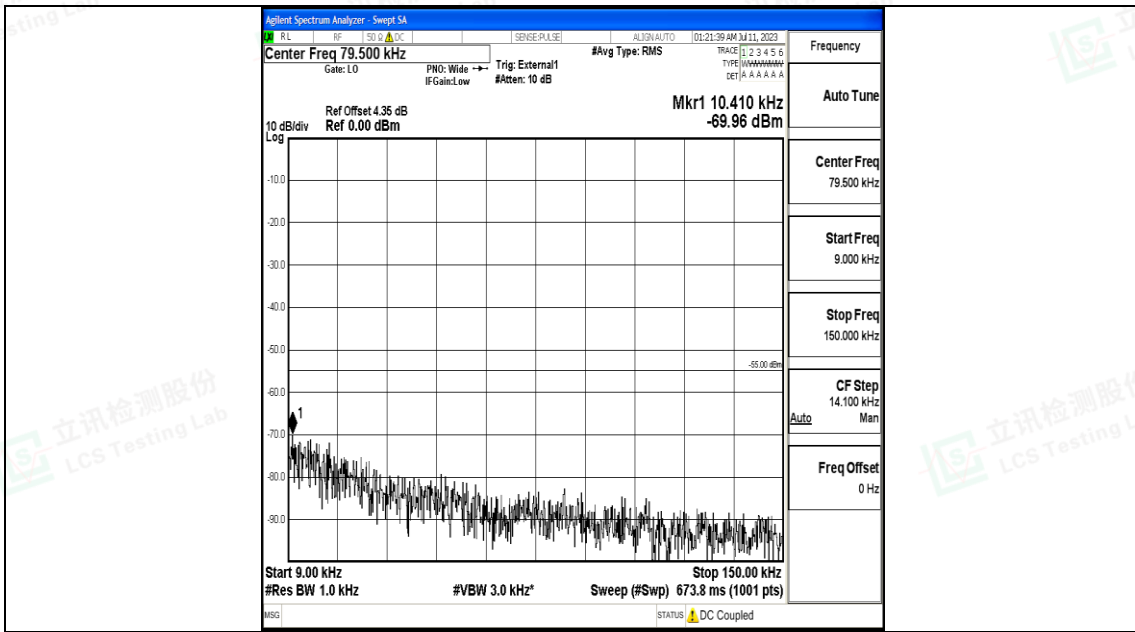 Agilent Spectrum Analyzer - Swept SA
RL RF 50 Ω DC SENSE:PULSE ALIGN AUTO 01:21:39 AM Jul 11, 2023
Center Freq 79.500 kHz #Avg Type: RMS TRACE 1 2 3 4 5 6
Gate: LO PNO: Wide Trig: External1 TYPE
IFGain:Low #Atten: 10 dB DET A A A A A A
Mkr1 10.410 kHz
-69.96 dBm
Ref Offset 4.35 dB
10 dB/div Ref 0.00 dBm
Log
-10.0
-20.0
-30.0
-40.0
-50.0
-55.00 dBm
-60.0
1
-70.0
-80.0
-90.0
Start 9.00 kHz Stop 150.00 kHz
#Res BW 1.0 kHz #VBW 3.0 kHz* Sweep (#Swp) 673.8 ms (1001 pts)
MSG STATUS DC Coupled
Frequency
Auto Tune
Center Freq
79.500 kHz
Start Freq
9.000 kHz
Stop Freq
150.000 kHz
CF Step
14.100 kHz
Auto Man
Freq Offset
0 Hz
立讯检测股份
LCS Testing Lab
立讯检测股份
LCS Testing L